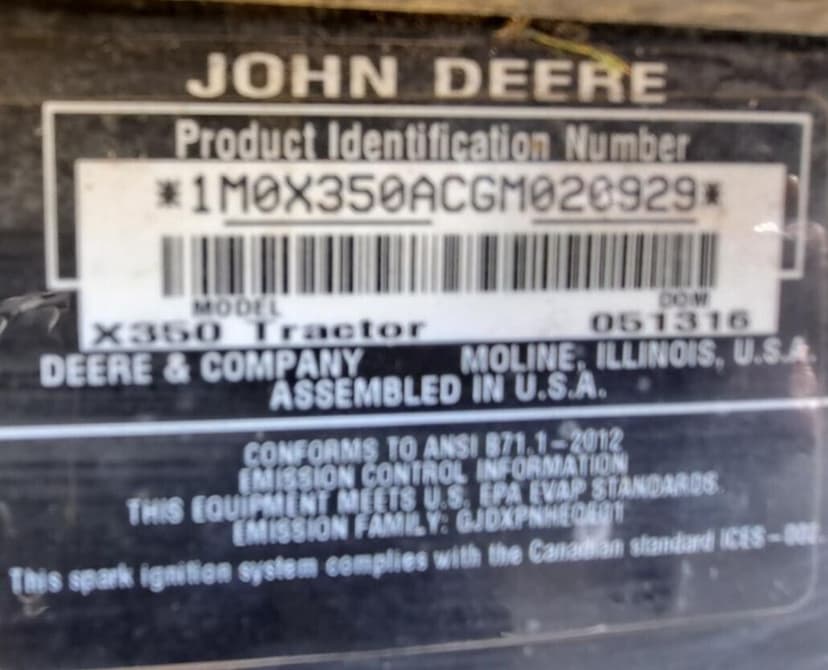 JOHN DEERE
Product Identification Number
*1M0X350ACGM020929*
MODEL DOM
X350 Tractor 051316
DEERE & COMPANY MOLINE, ILLINOIS, U.S.A.
ASSEMBLED IN U.S.A.
CONFORMS TO ANSI B71.1-2012
EMISSION CONTROL INFORMATION
THIS EQUIPMENT MEETS U.S. EPA EVAP STANDARDS.
EMISSION FAMILY:
This spark ignition system complies with the Canadian standard